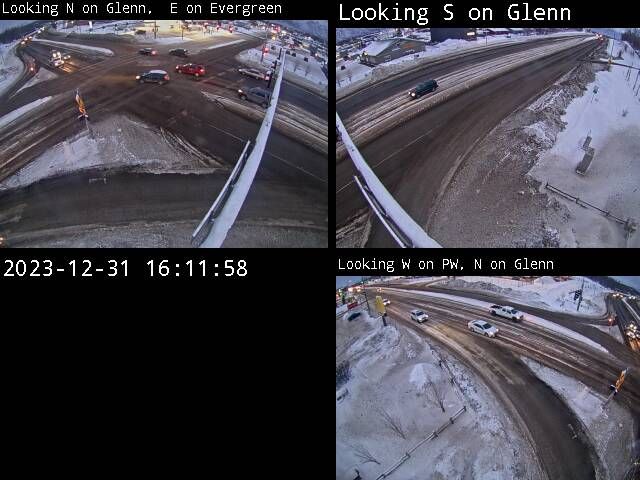 Looking N on Glenn,  E on Evergreen
Looking S on Glenn
2023-12-31 16:11:58
Looking W on PW, N on Glenn